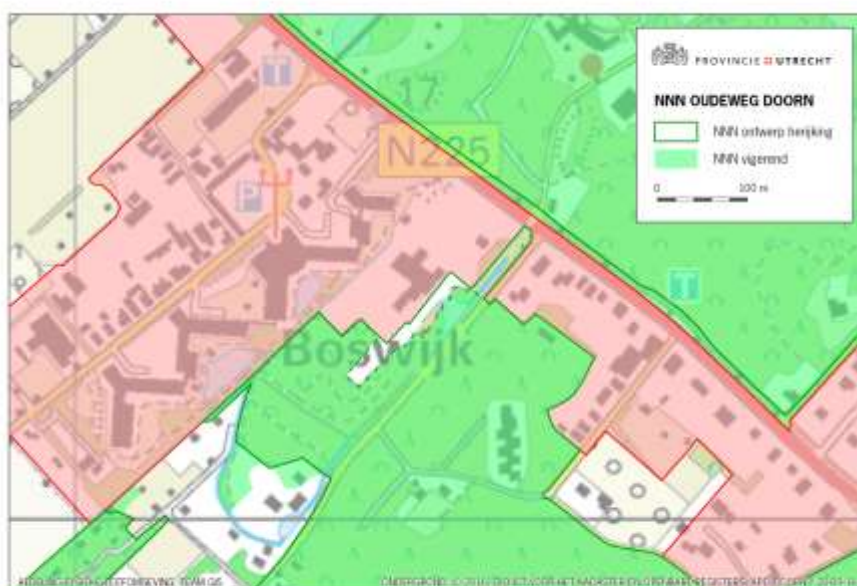 PROVINCIE UTRECHT
NNN OUDEWEG DOORN
NNN ontwerp herijking
NNN vigerend
0 100 m
17
N225
P
Boswijk